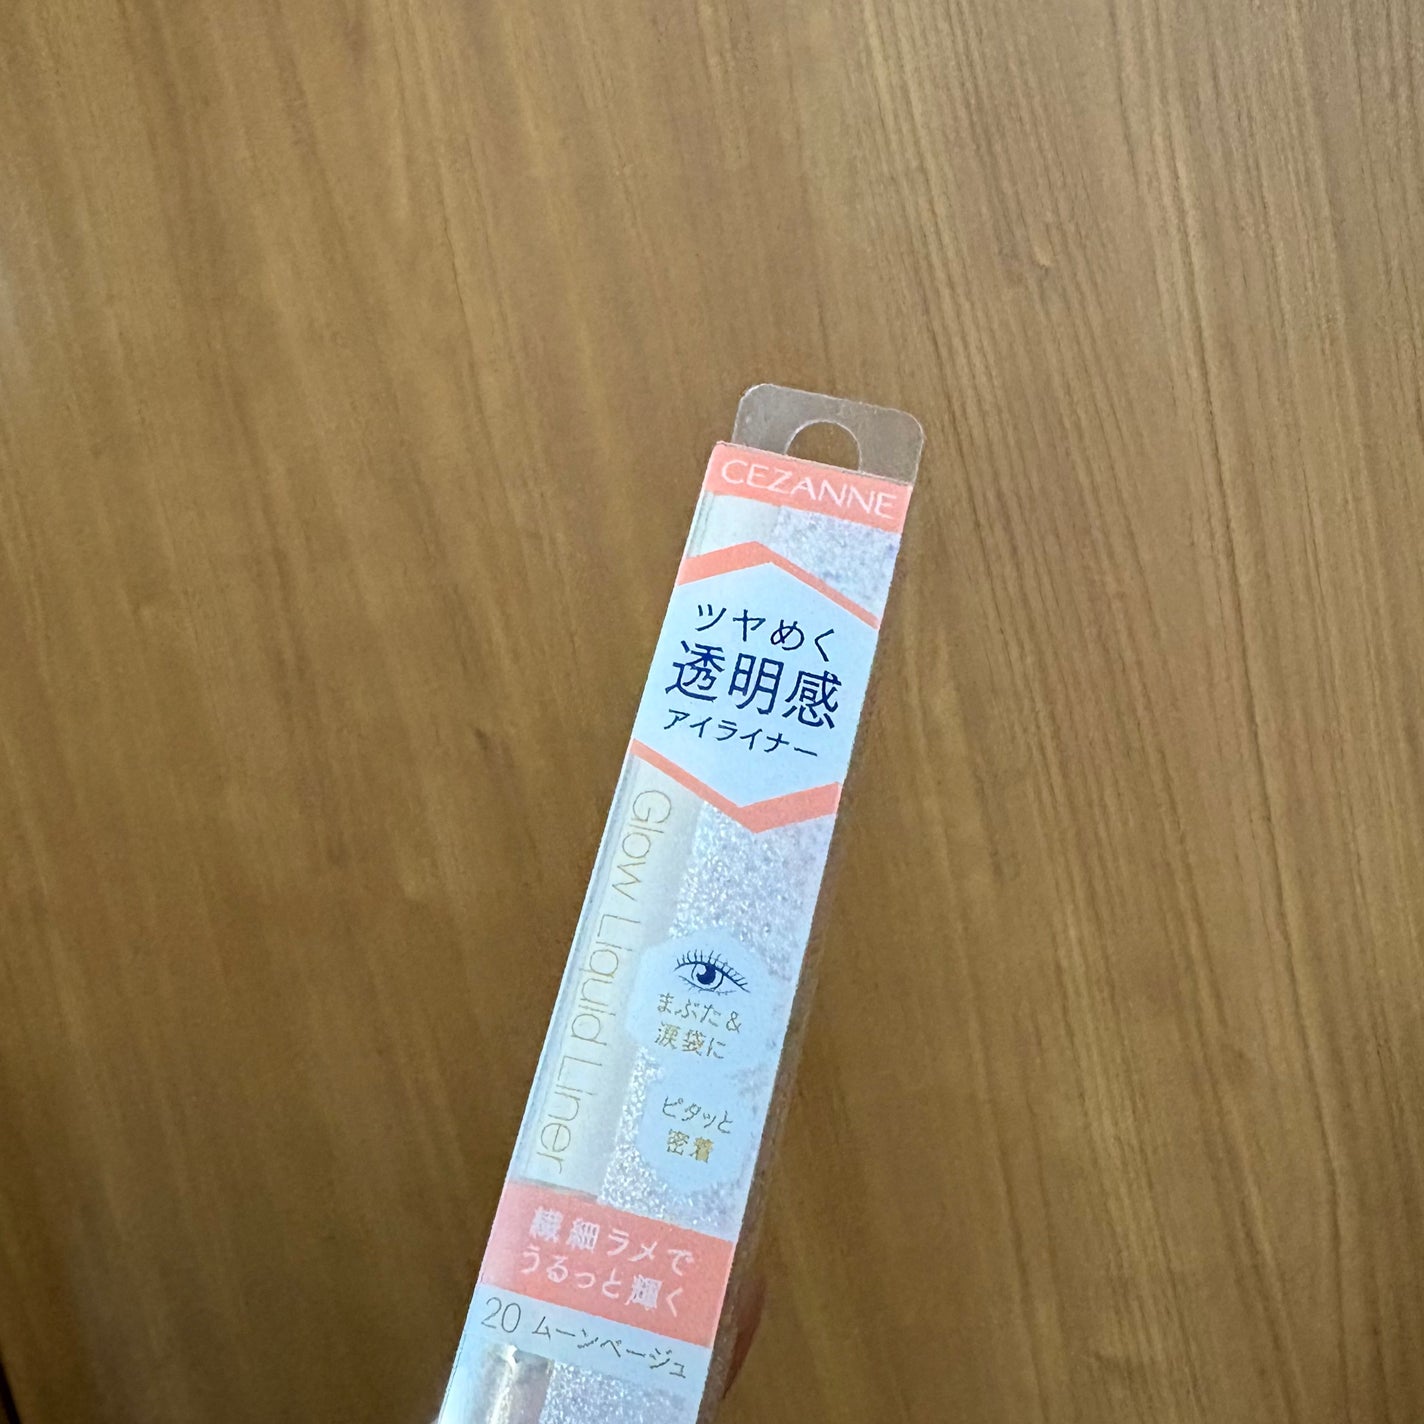 CEZANNE
ツヤめく
透明感
アイライナー
Glow Liquid Liner
まぶた&
涙袋に
ピタッと
密着
繊細ラメで
うるっと輝く
20 ムーンベージュ